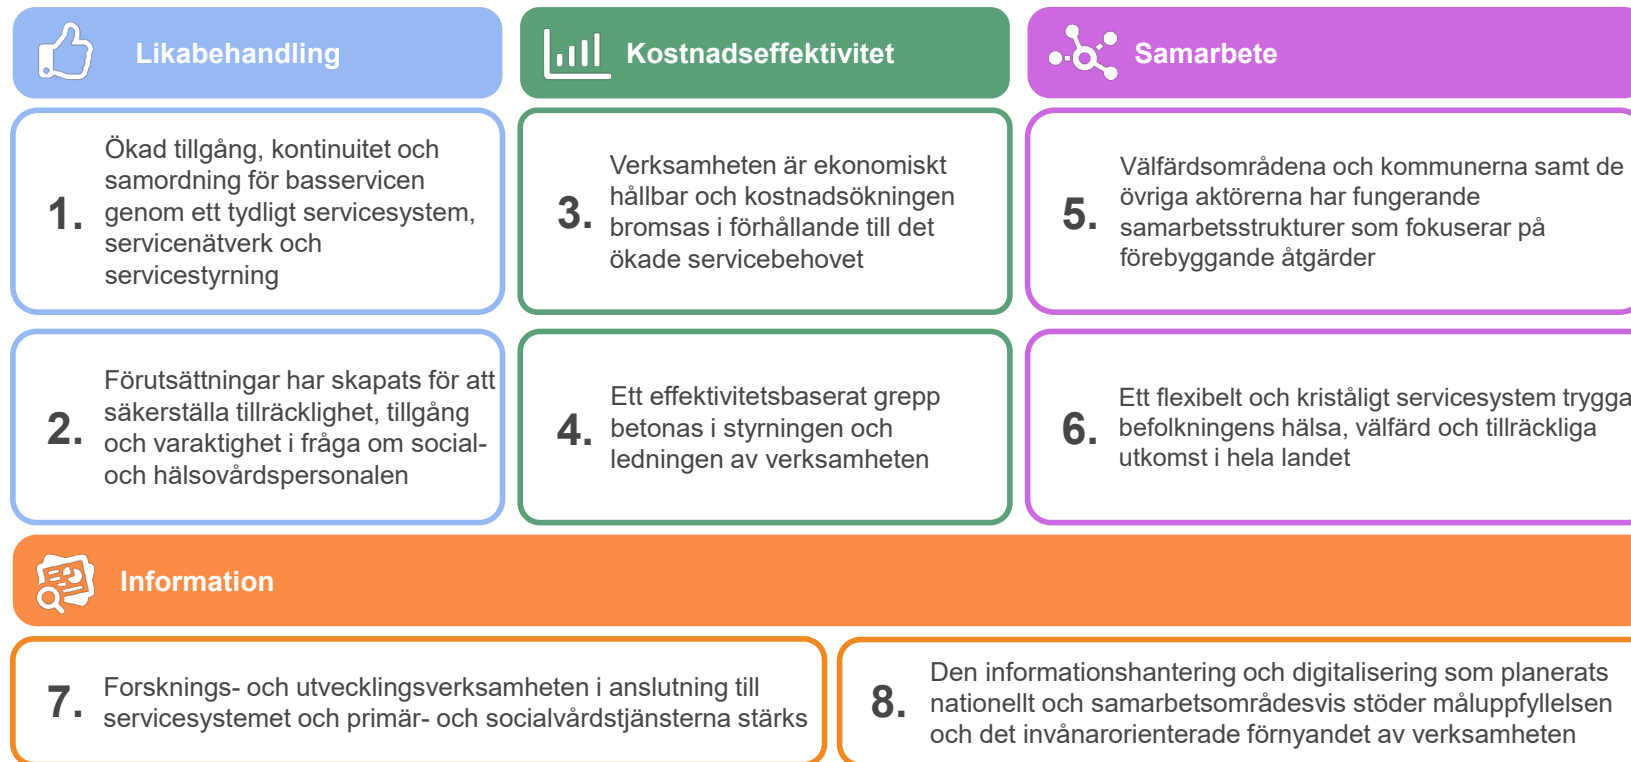 Likabehandling
Kostnadseffektivitet
Samarbete
1.
Ökad tillgång, kontinuitet och
samordning för basservicen
genom ett tydligt servicesystem,
servicenätverk och
servicestyrning
3.
Verksamheten är ekonomiskt
hållbar och kostnadsökningen
bromsas i förhållande till det
ökade servicebehovet
5.
Välfärdsområdena och kommunerna samt de
övriga aktörerna har fungerande
samarbetsstrukturer som fokuserar på
förebyggande åtgärder
2.
Förutsättningar har skapats för att
säkerställa tillräcklighet, tillgång
och varaktighet i fråga om social-
och hälsovårdspersonalen
4.
Ett effektivitetsbaserat grepp
betonas i styrningen och
ledningen av verksamheten
6.
Ett flexibelt och kriståligt servicesystem trygga
befolkningens hälsa, välfärd och tillräckliga
utkomst i hela landet
Information
7.
Forsknings- och utvecklingsverksamheten i anslutning till
servicesystemet och primär- och socialvårdstjänsterna stärks
8.
Den informationshantering och digitalisering som planerats
nationellt och samarbetsområdesvis stöder måluppfyllelsen
och det invånarorienterade förnyandet av verksamheten